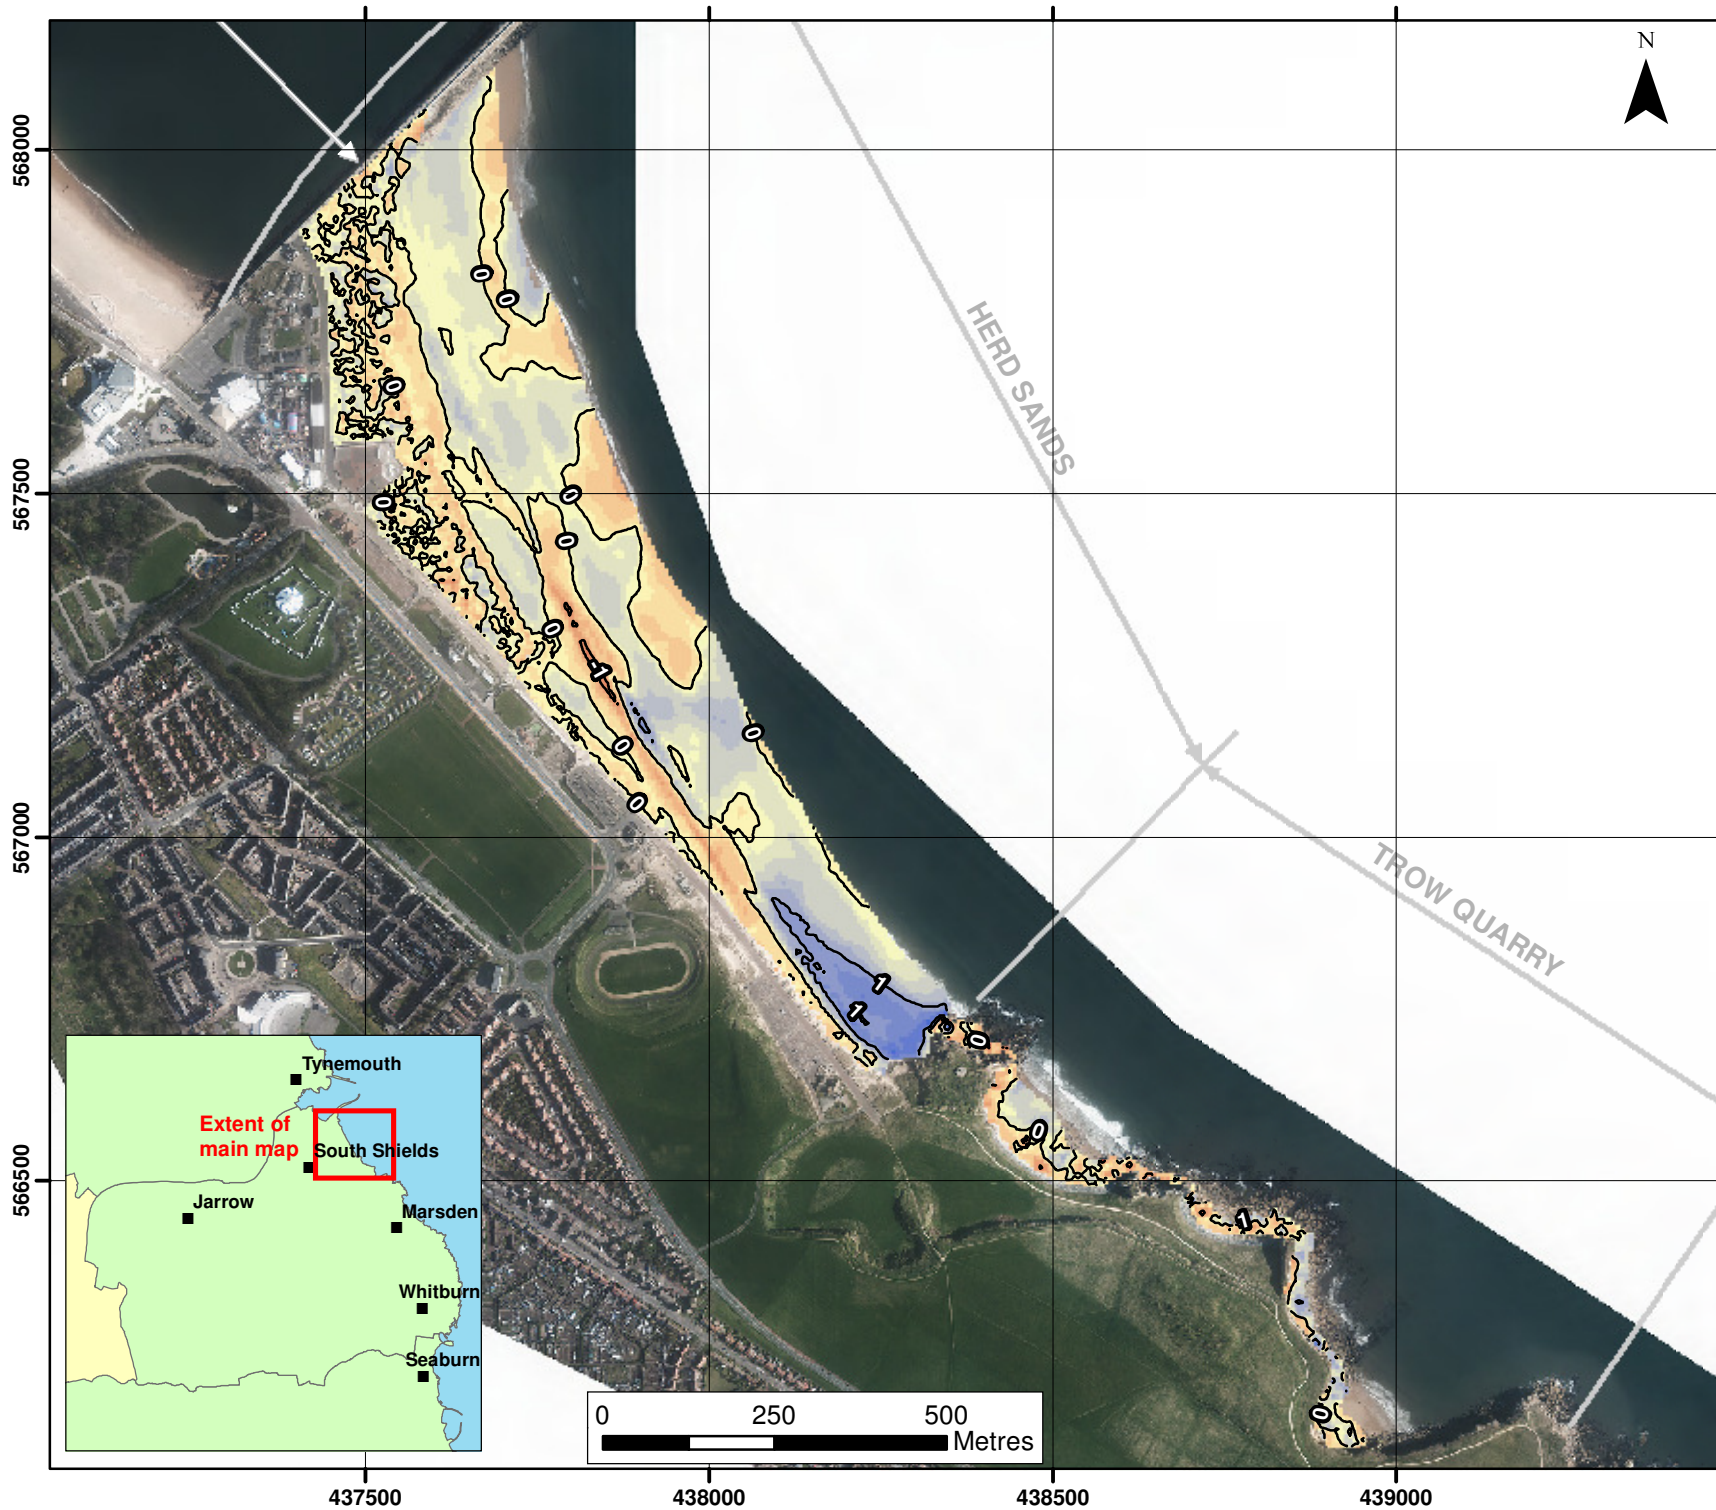 N
568000
567500
567000
566500
HERD SANDS
TROW QUARRY
0
0
0
0
0
0
0
-1
0
0
0
1
1
0
0
1
0
Tynemouth
Extent of
main map
South Shields
Jarrow
Marsden
Whitburn
Seaburn
0 250 500
Metres
437500 438000 438500 439000